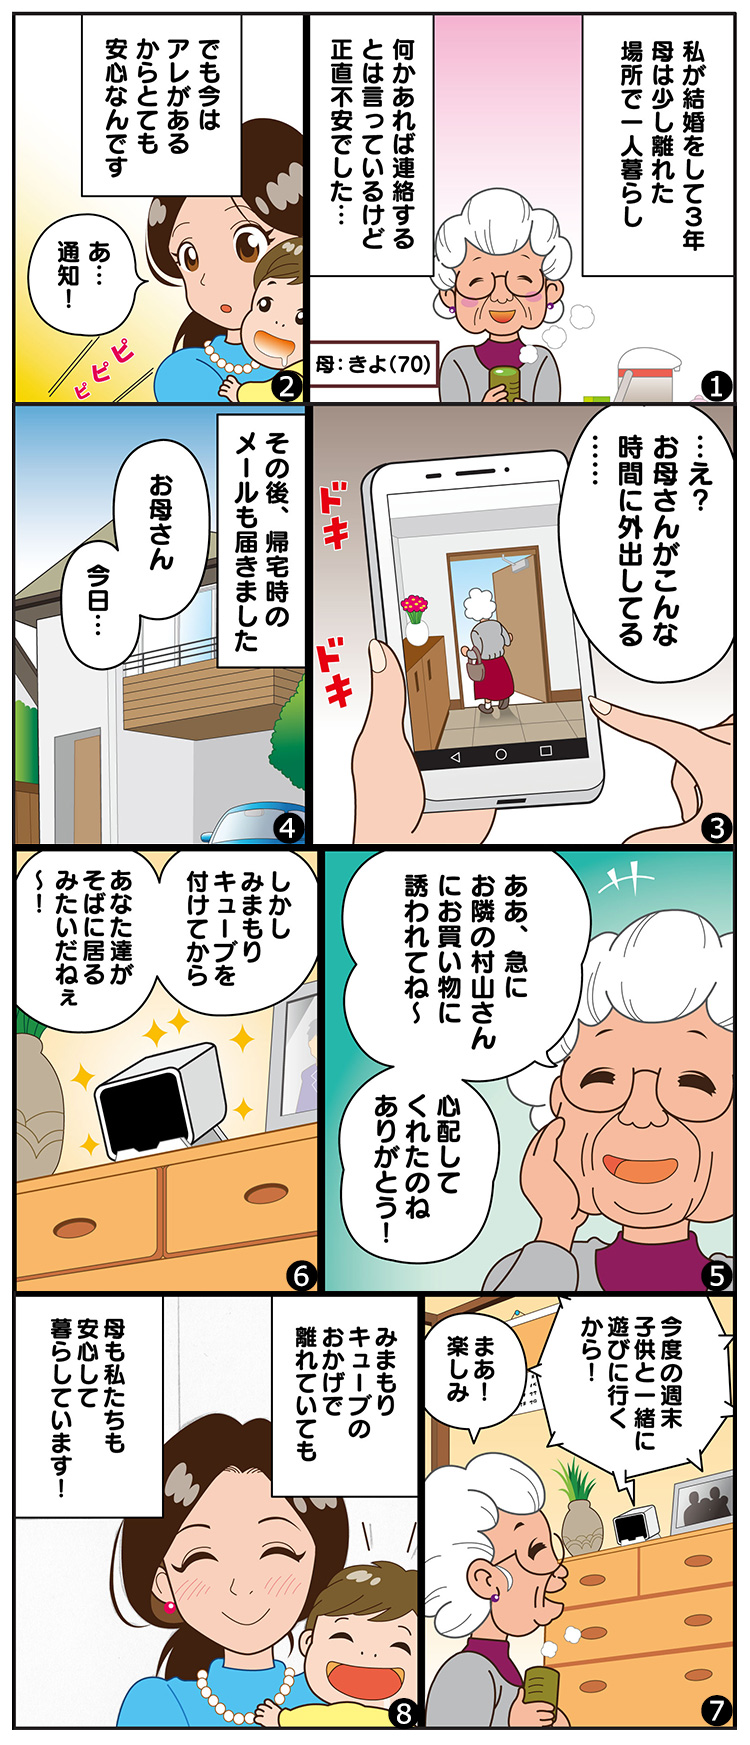 私が結婚をして３年
母は少し離れた
場所で一人暮らし
何かあれば連絡する
とは言っているけど
正直不安でした…
母：きよ(70)
1
でも今は
アレがある
からとても
安心なんです
あ…
通知！
ピピピ
2
…え？
お母さんがこんな
時間に外出してる
……
ドキ
ドキ
3
その後、帰宅時の
メールも届きました
お母さん
今日…
4
ああ、急に
お隣の村山さん
にお買い物に
誘われてね～
心配して
くれたのね
ありがとう！
5
しかし
みまもり
キューブを
付けてから
あなた達が
そばに居る
みたいだねぇ
～！
6
今度の週末
子供と一緒に
遊びに行く
から！
まあ！
楽しみ
7
みまもり
キューブの
おかげで
離れていても
母も私たちも
安心して
暮らしています！
8